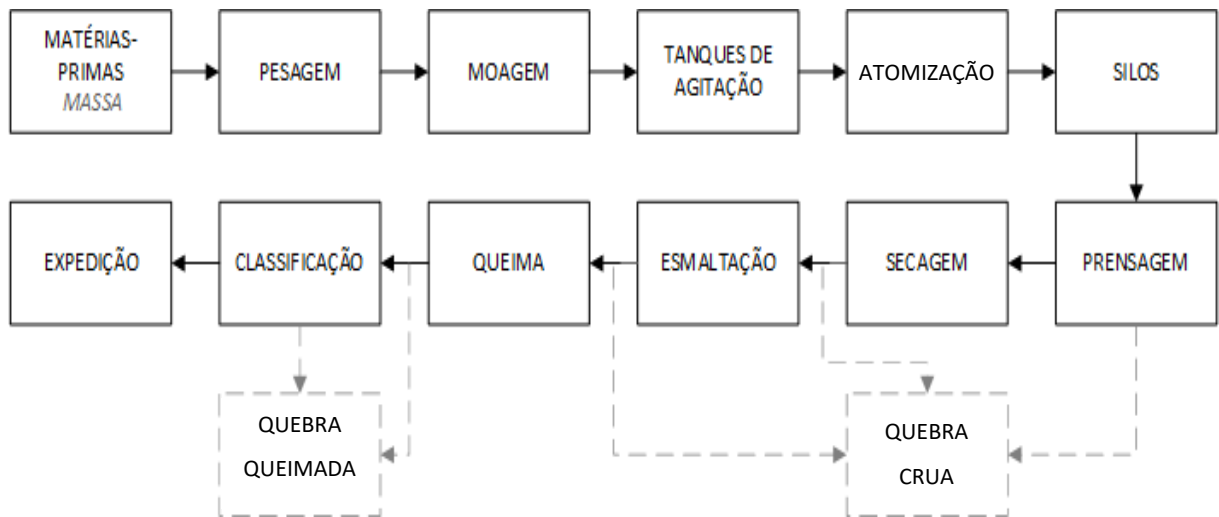 MATÉRIAS-
PRIMAS
MASSA
PESAGEM
MOAGEM
TANQUES DE
AGITAÇÃO
ATOMIZAÇÃO
SILOS
EXPEDIÇÃO
CLASSIFICAÇÃO
QUEIMA
ESMALTAÇÃO
SECAGEM
PRENSAGEM
QUEBRA
QUEIMADA
QUEBRA
CRUA